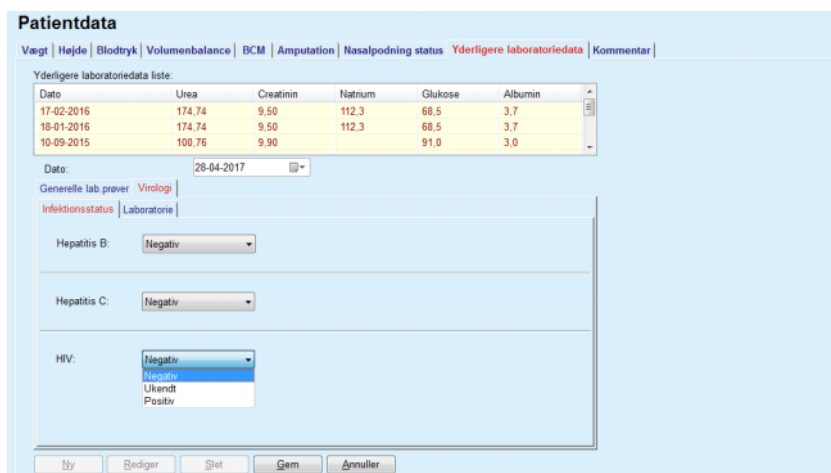 Patientdata
Vægt Højde Blodtryk Volumenbalance BCM Amputation Nasalpodning status Yderligere laboratoriedata Kommentar
Yderligere laboratoriedata liste:
Dato Urea Creatinin Natrium Glukose Albumin
17-02-2016 174,74 9,50 112,3 68,5 3,7
18-01-2016 174,74 9,50 112,3 68,5 3,7
10-09-2015 100,76 9,90 91,0 3,0
Dato: 28-04-2017
Generelle lab.prøver Virologi
Infektionsstatus Laboratorie
Hepatitis B: Negativ
Hepatitis C: Negativ
HIV: Negativ
Negativ
Ukendt
Positiv
Ny Rediger Slet Gem Annuller